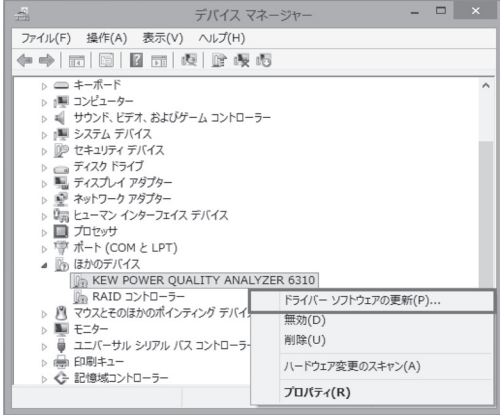 デバイス マネージャー
ファイル(F) 操作(A) 表示(V) ヘルプ(H)
キーボード
コンピューター
サウンド、ビデオ、およびゲーム コントローラー
システム デバイス
セキュリティ デバイス
ディスク ドライブ
ディスプレイ アダプター
ネットワーク アダプター
ヒューマン インターフェイス デバイス
プロセッサ
ポート (COM と LPT)
ほかのデバイス
KEW POWER QUALITY ANALYZER 6310
RAID コントローラー
マウスとそのほかのポインティング デバイ
モニター
ユニバーサル シリアル バス コントローラー
印刷キュー
記憶域コントローラー
ドライバー ソフトウェアの更新(P)...
無効(D)
削除(U)
ハードウェア変更のスキャン(A)
プロパティ(R)